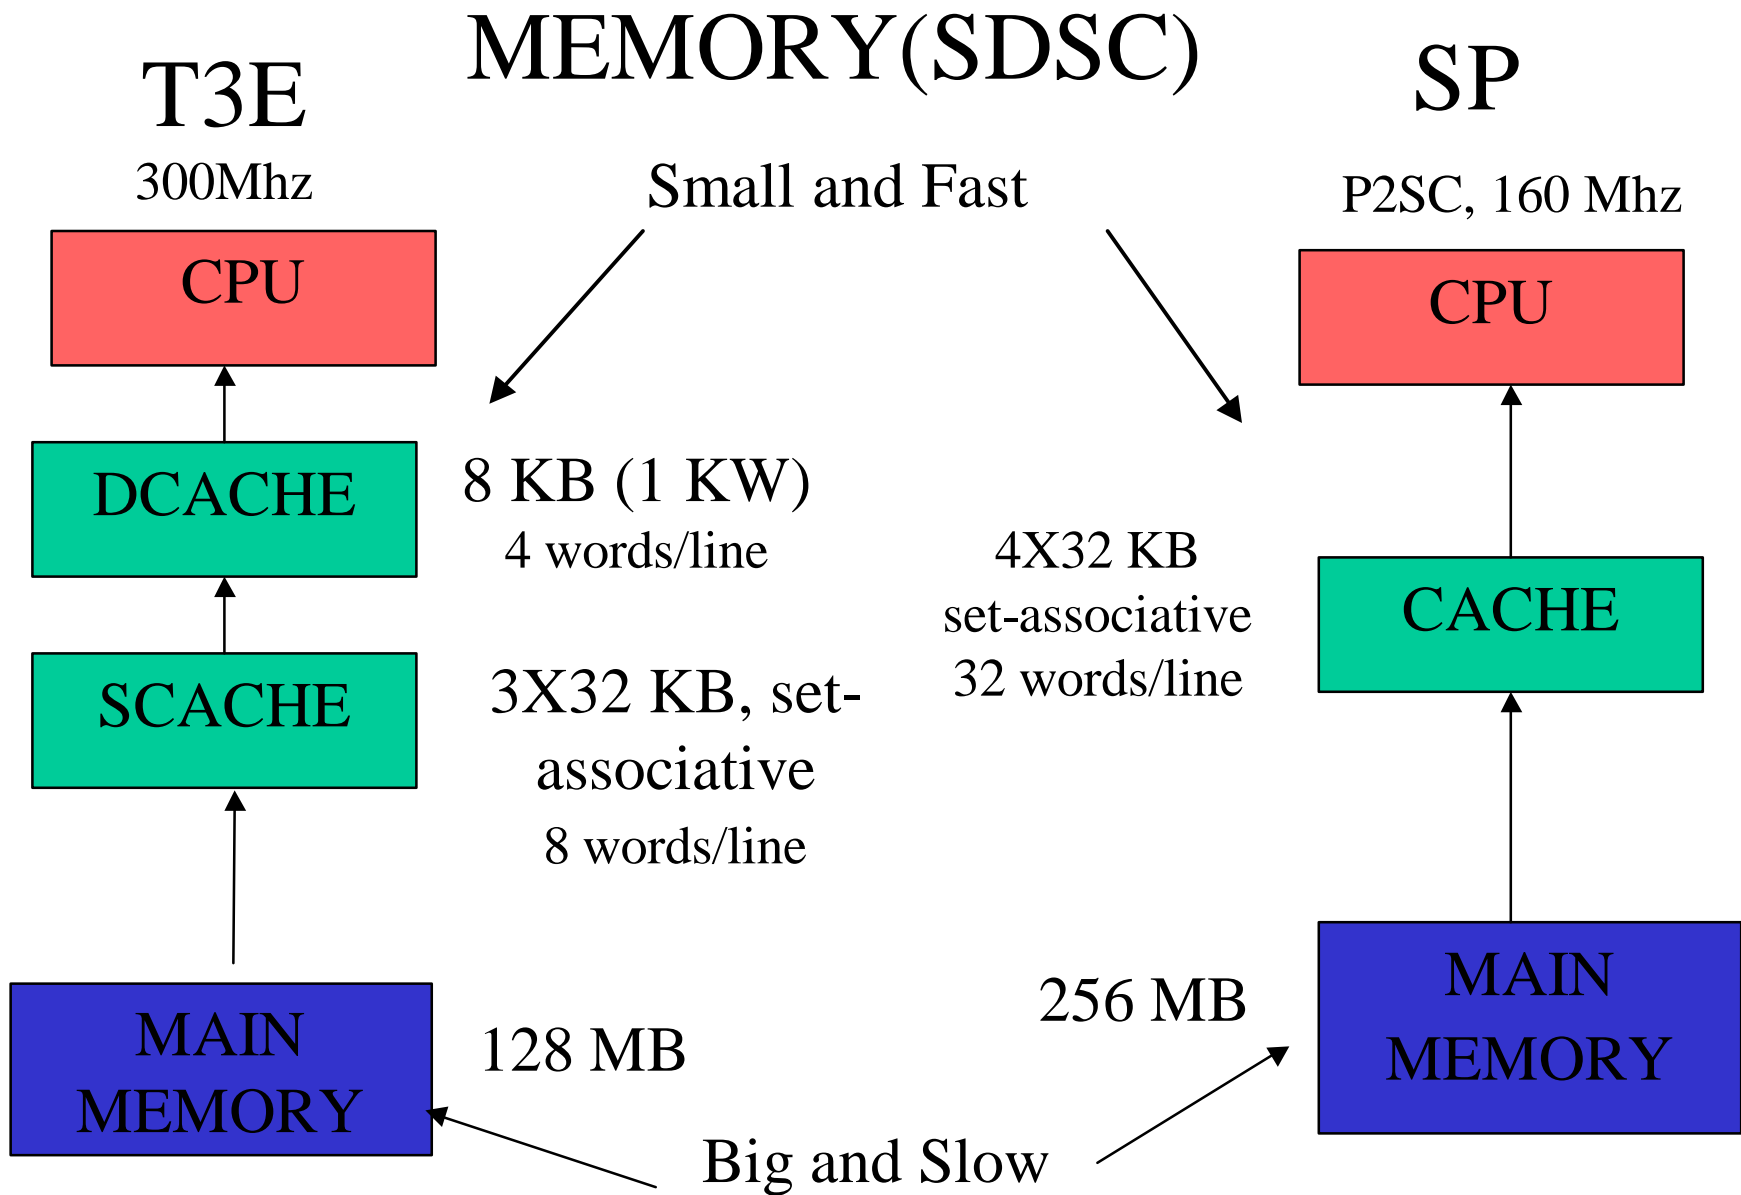 MEMORY(SDSC)
T3E
300Mhz
CPU
DCACHE
8 KB (1 KW)
4 words/line
SCACHE
3X32 KB, set-
associative
8 words/line
MAIN
MEMORY
128 MB
Small and Fast
Big and Slow
SP
P2SC, 160 Mhz
CPU
4X32 KB
set-associative
32 words/line
CACHE
256 MB
MAIN
MEMORY